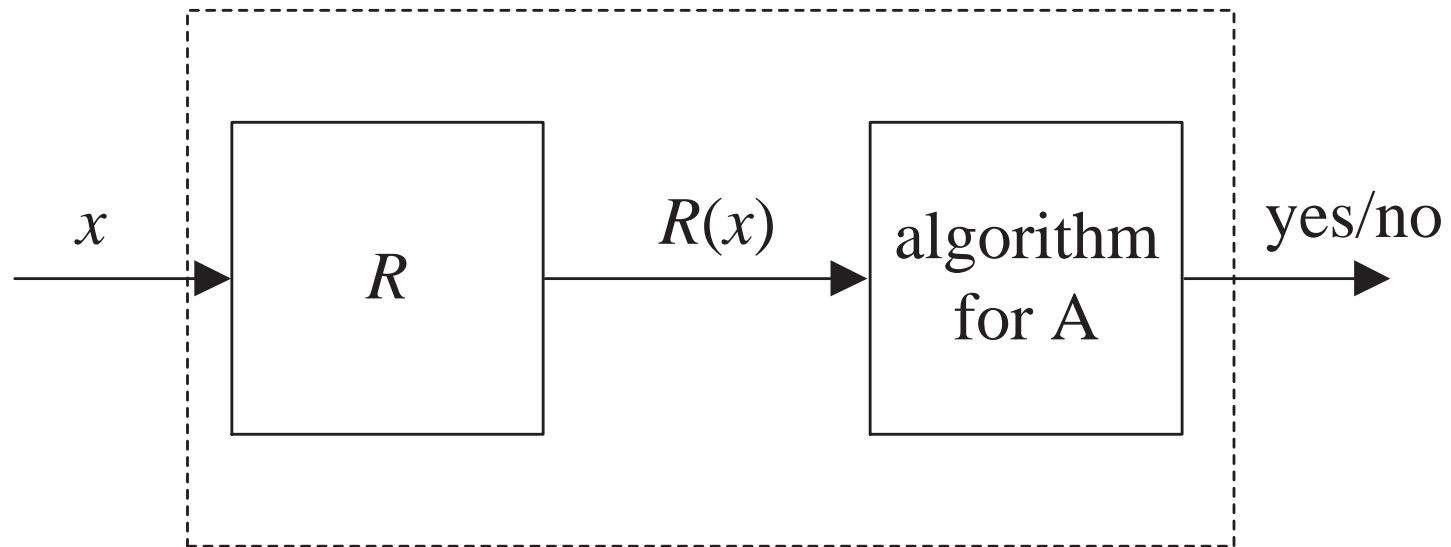 x
R
R(x)
algorithm
for A
yes/no